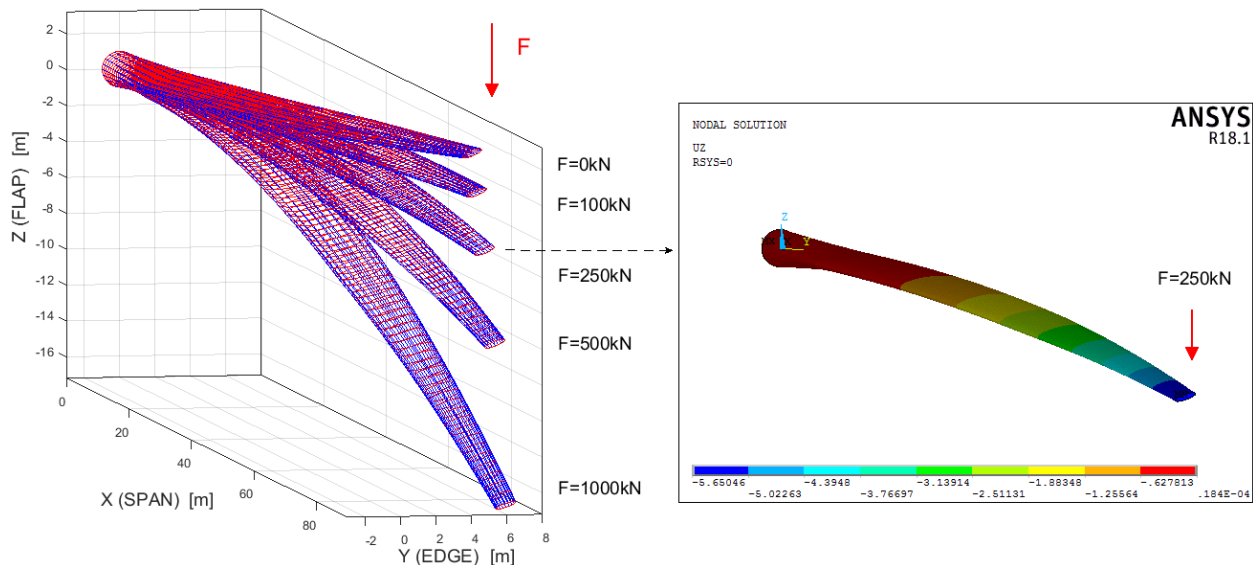 Z (FLAP) [m]
2
0
-2
-4
-6
-8
-10
-12
-14
-16
0
20
40
60
80
X (SPAN) [m]
-2
0
2
4
6
8
Y (EDGE) [m]
F
F=0kN
F=100kN
F=250kN
F=500kN
F=1000kN
NODAL SOLUTION
UZ
RSYS=0
ANSYS
R18.1
Z
Y
F=250kN
-5.65046 -4.3948 -3.13914 -1.88348 -.627813
-5.02263 -3.76697 -2.51131 -1.25564 .184E-04